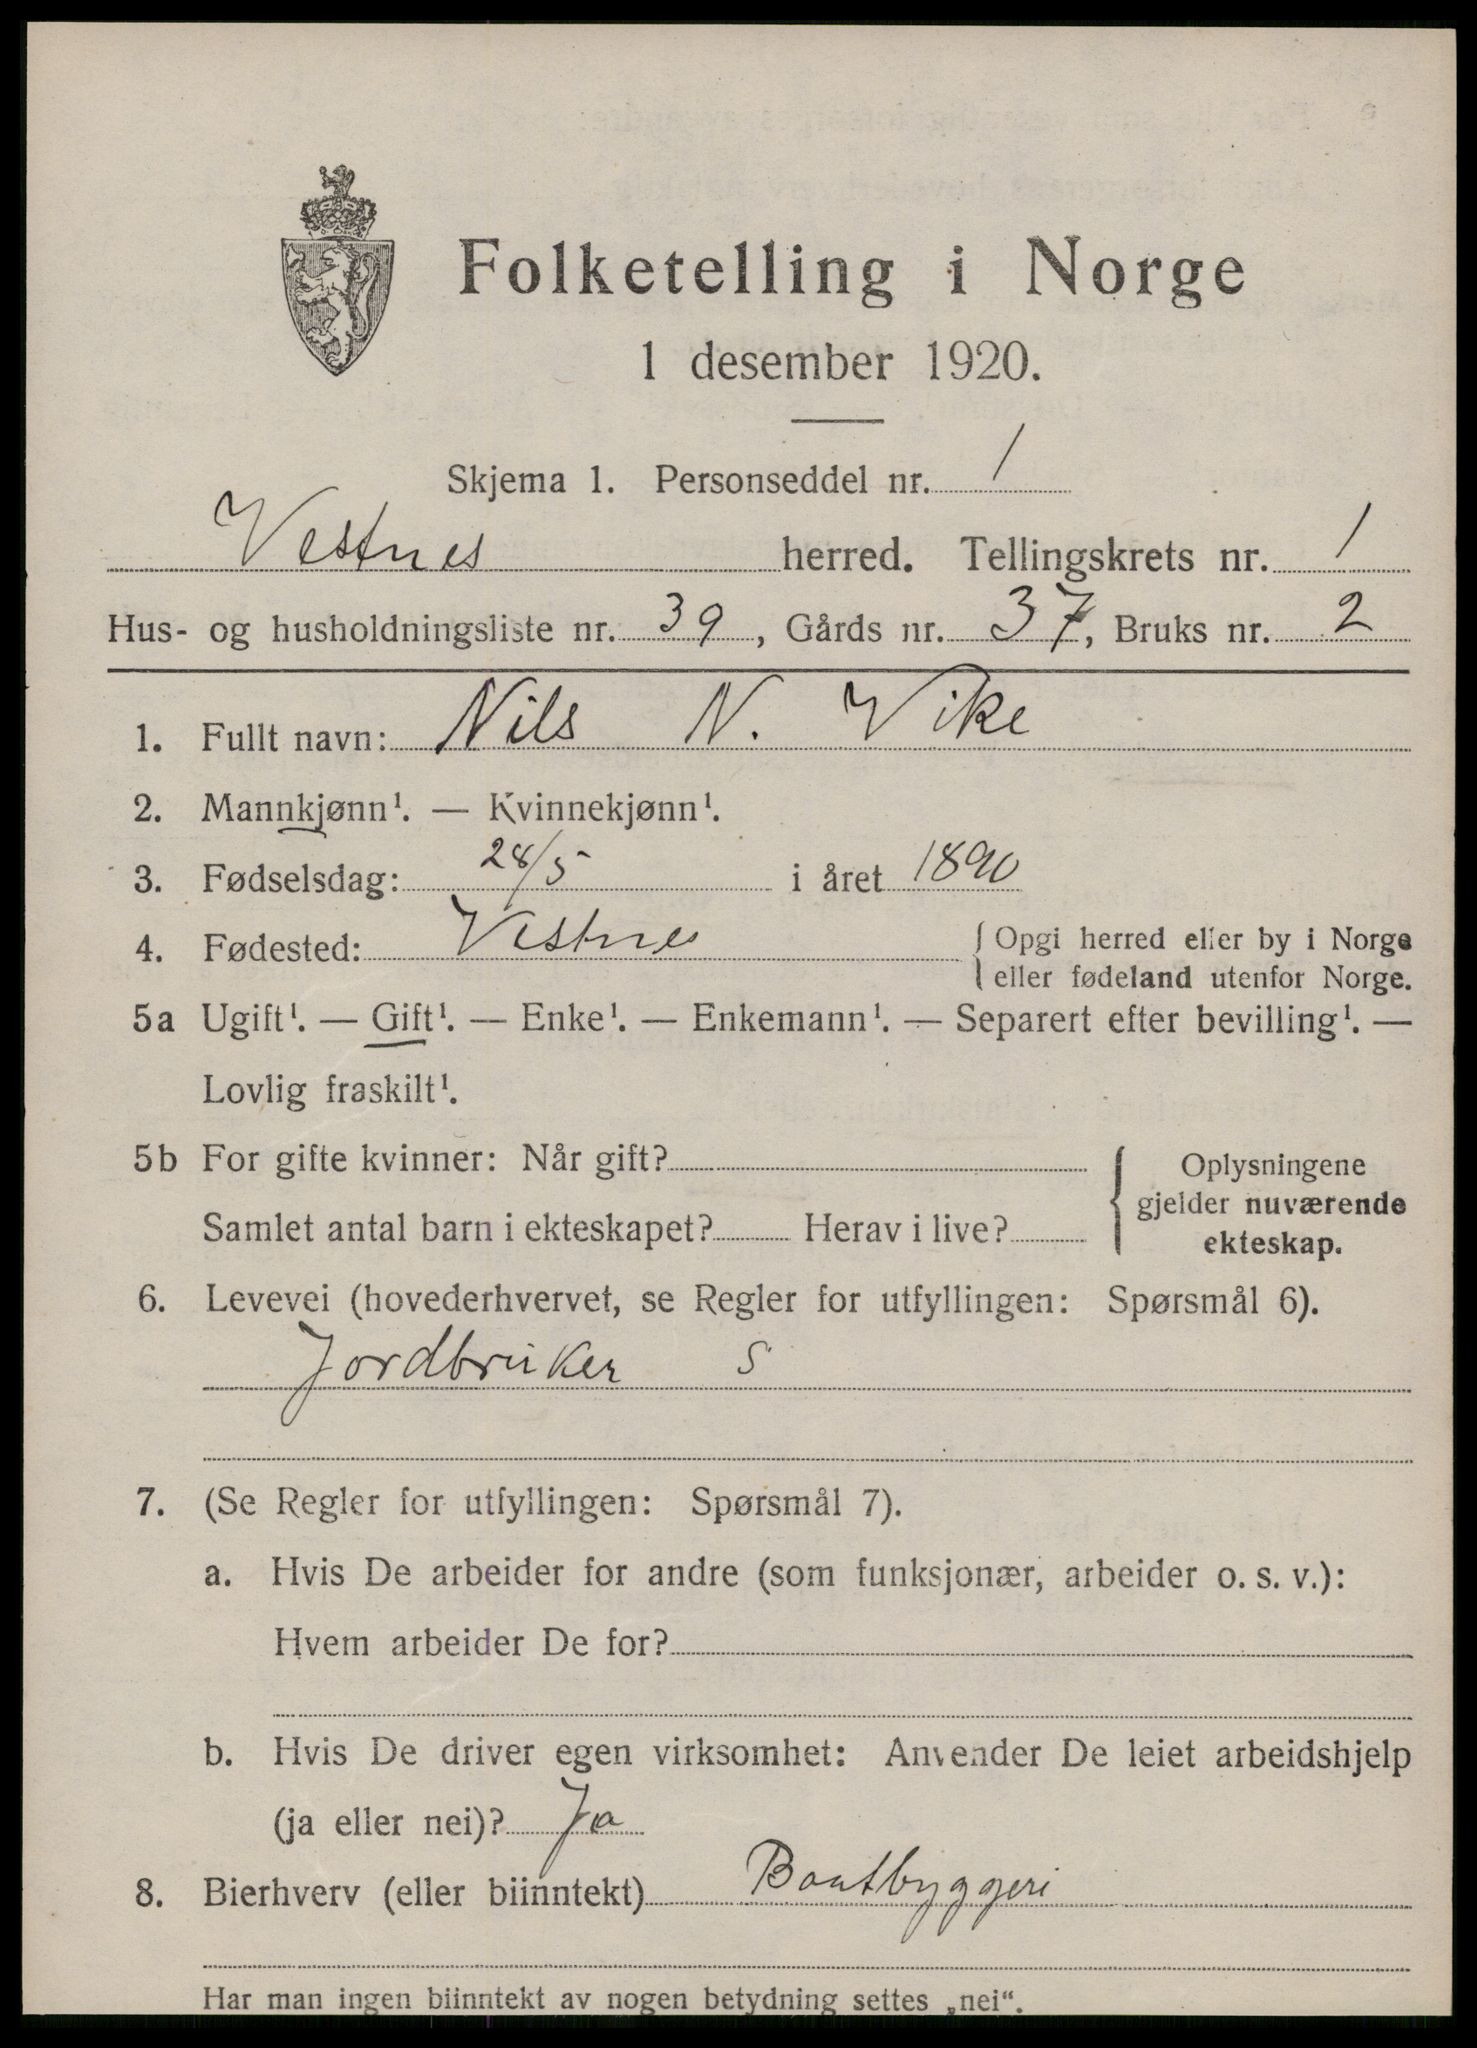 Folketelling i Norge
1 desember 1920.
Skjema 1. Personseddel nr. 1
Vestnes herred. Tellingskrets nr. 1
Hus- og husholdningsliste nr. 39, Gårds nr. 37, Bruks nr. 2
1. Fullt navn: Nils N. Vike
2. Mannkjønn¹. — Kvinnekjønn¹.
3. Fødselsdag: 28/5 i året 1890
4. Fødested: Vestnes { Opgi herred eller by i Norge
eller fødeland utenfor Norge.
5a Ugift¹. — Gift¹. — Enke¹. — Enkemann¹. — Separert efter bevilling¹. —
Lovlig fraskilt¹.
5b For gifte kvinner: Når gift?
Samlet antal barn i ekteskapet? Herav i live?
{ Oplysningene
gjelder nuværende
ekteskap.
6. Levevei (hovederhvervet, se Regler for utfyllingen: Spørsmål 6).
Jordbruker S
7. (Se Regler for utfyllingen: Spørsmål 7).
a. Hvis De arbeider for andre (som funksjonær, arbeider o. s. v.):
Hvem arbeider De for?
b. Hvis De driver egen virksomhet: Anvender De leiet arbeidshjelp
(ja eller nei)? Ja
8. Bierhverv (eller biinntekt) Baatbyggeri
Har man ingen biinntekt av nogen betydning settes „nei“.